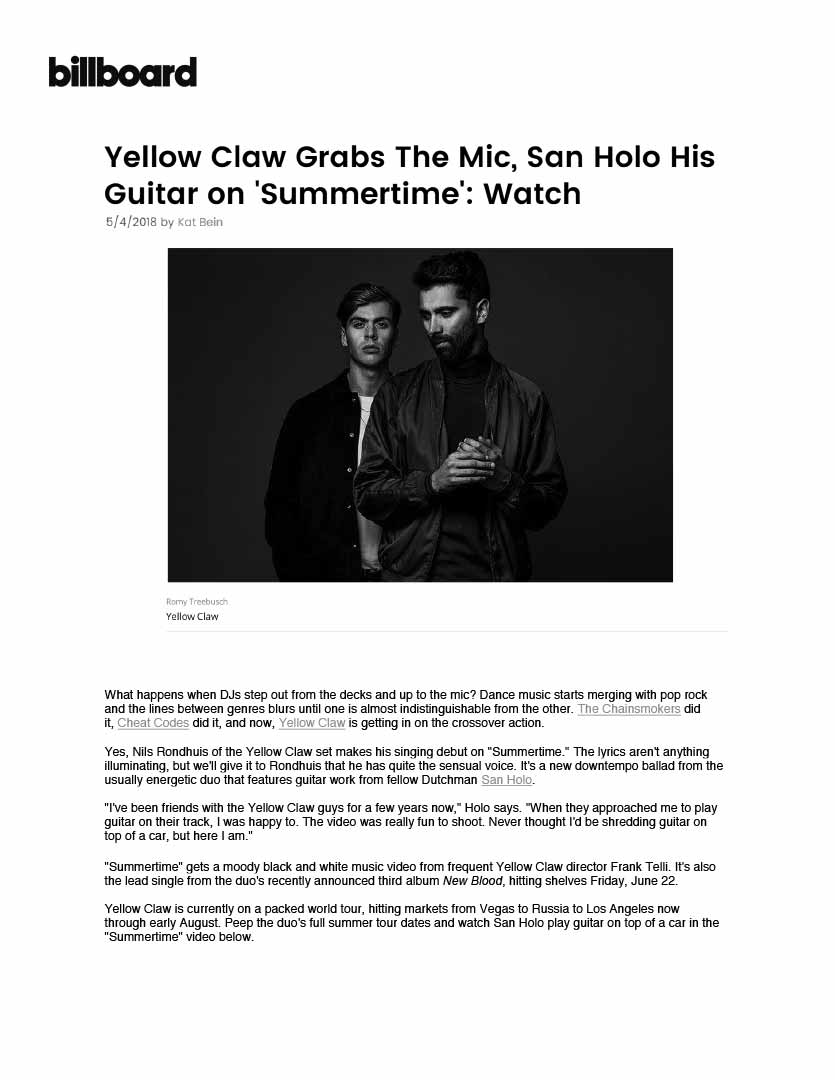 billboard
Yellow Claw Grabs The Mic, San Holo His
Guitar on 'Summertime': Watch
5/4/2018 by Kat Bein
Romy Treebusch
Yellow Claw
What happens when DJs step out from the decks and up to the mic? Dance music starts merging with pop rock
and the lines between genres blurs until one is almost indistinguishable from the other. The Chainsmokers did
it, Cheat Codes did it, and now, Yellow Claw is getting in on the crossover action.
Yes, Nils Rondhuis of the Yellow Claw set makes his singing debut on "Summertime." The lyrics aren't anything
illuminating, but we'll give it to Rondhuis that he has quite the sensual voice. It's a new downtempo ballad from the
usually energetic duo that features guitar work from fellow Dutchman San Holo.
"I've been friends with the Yellow Claw guys for a few years now," Holo says. "When they approached me to play
guitar on their track, I was happy to. The video was really fun to shoot. Never thought I'd be shredding guitar on
top of a car, but here I am."
"Summertime" gets a moody black and white music video from frequent Yellow Claw director Frank Telli. It's also
the lead single from the duo's recently announced third album New Blood, hitting shelves Friday, June 22.
Yellow Claw is currently on a packed world tour, hitting markets from Vegas to Russia to Los Angeles now
through early August. Peep the duo's full summer tour dates and watch San Holo play guitar on top of a car in the
"Summertime" video below.